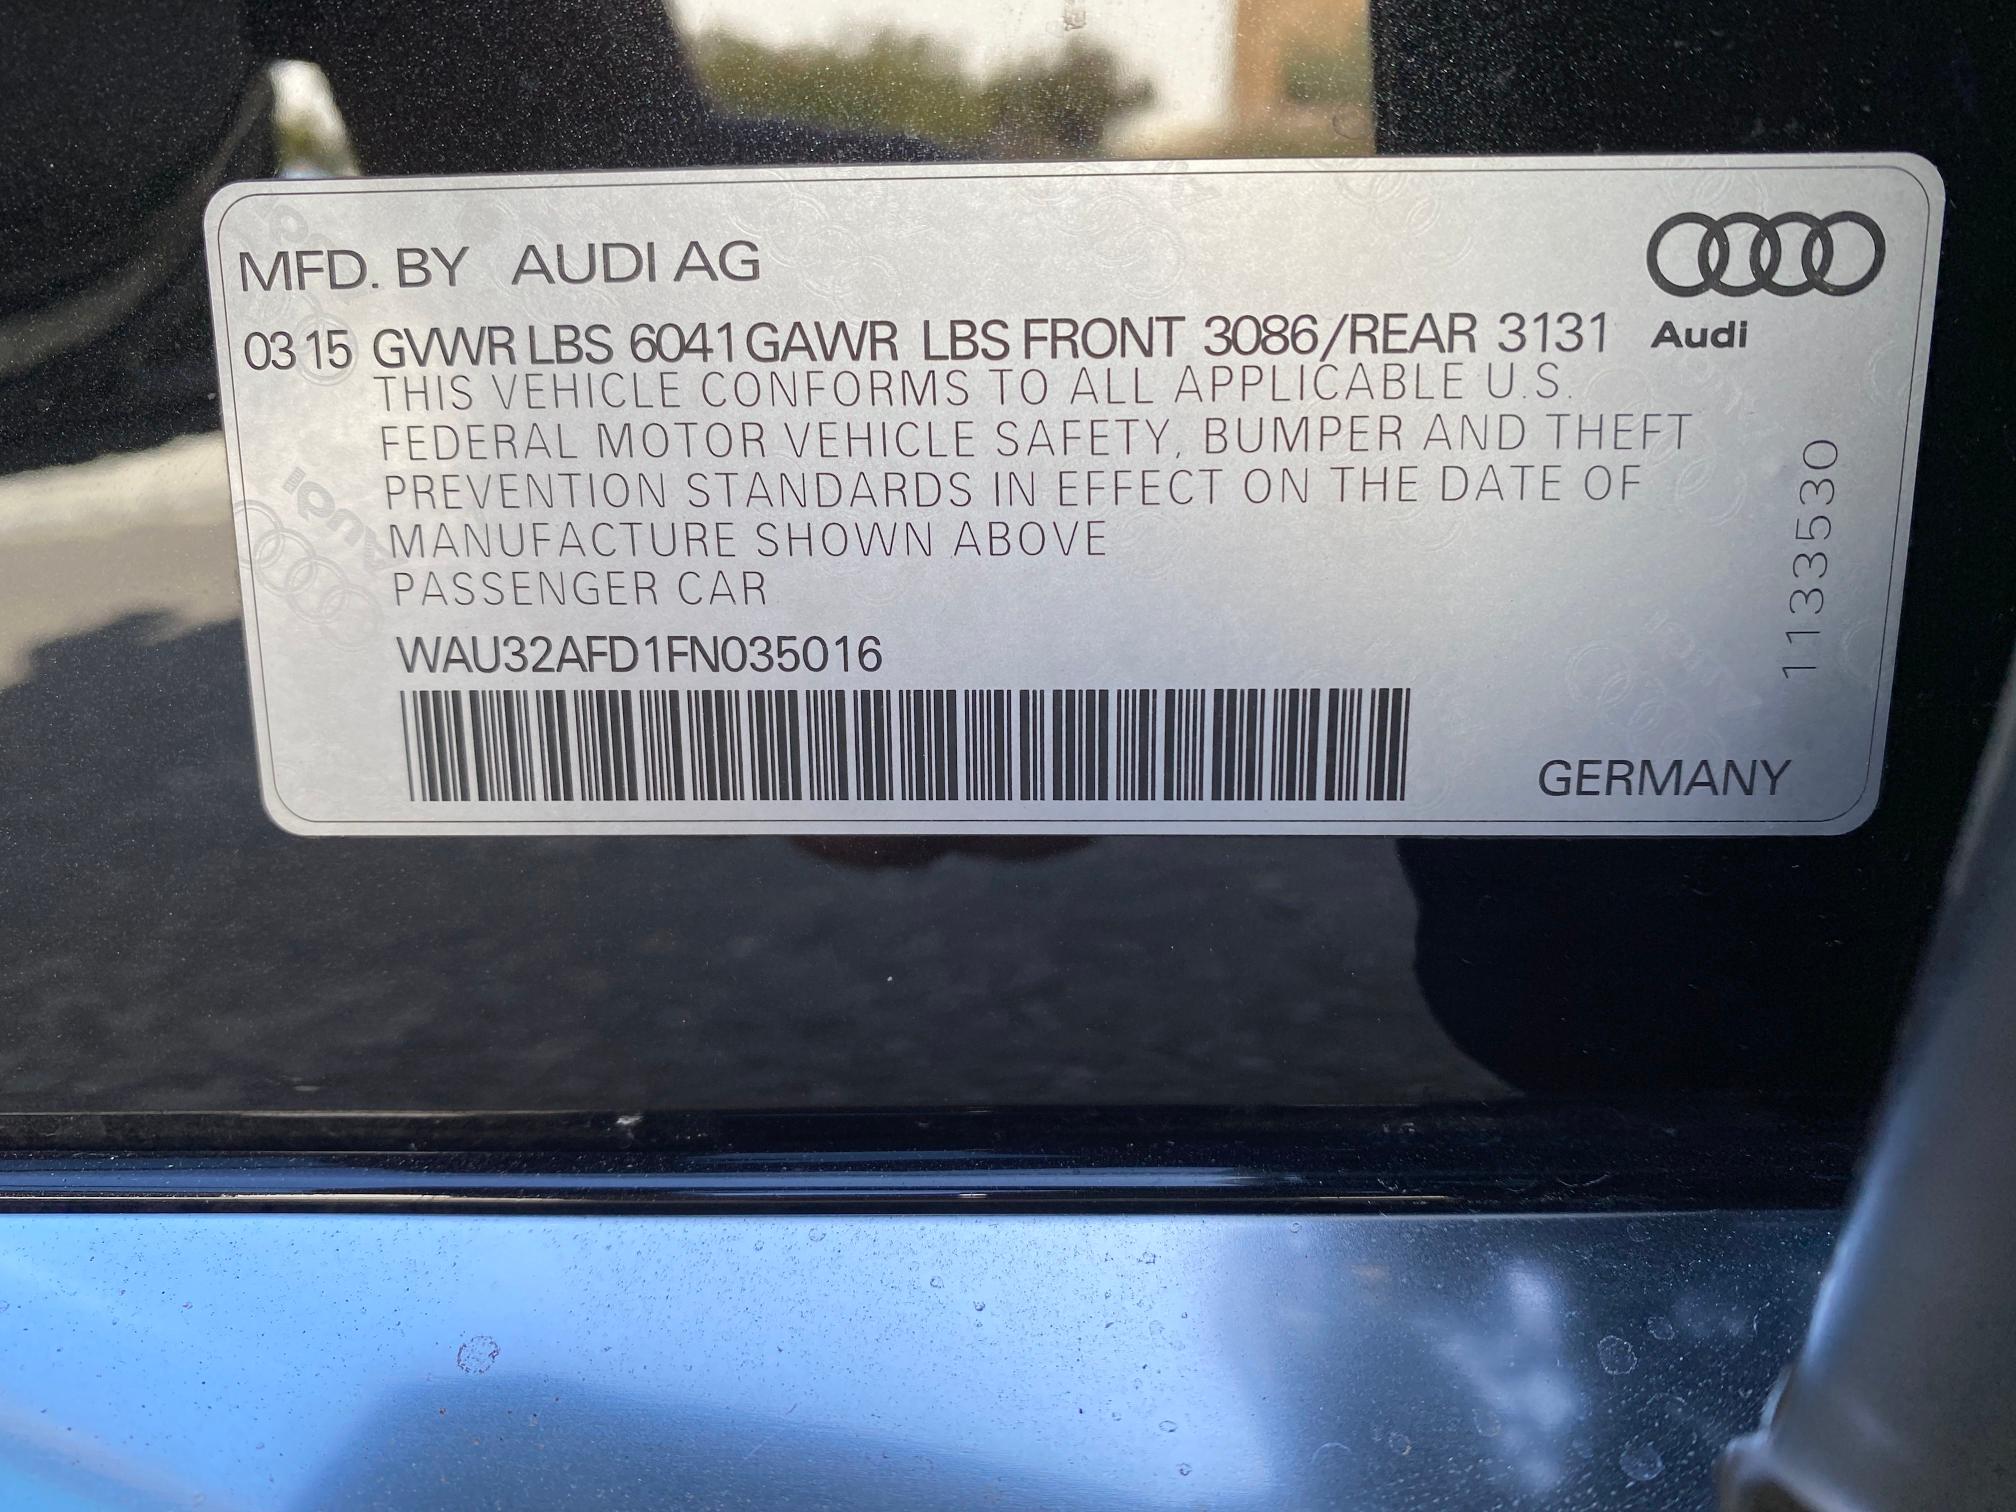 MFD. BY AUDI AG
03 15 GVWR LBS 6041 GAWR LBS FRONT 3086/REAR 3131
Audi
THIS VEHICLE CONFORMS TO ALL APPLICABLE U.S.
FEDERAL MOTOR VEHICLE SAFETY, BUMPER AND THEFT
PREVENTION STANDARDS IN EFFECT ON THE DATE OF
MANUFACTURE SHOWN ABOVE
PASSENGER CAR
WAU32AFD1FN035016
GERMANY
1133530
Audi